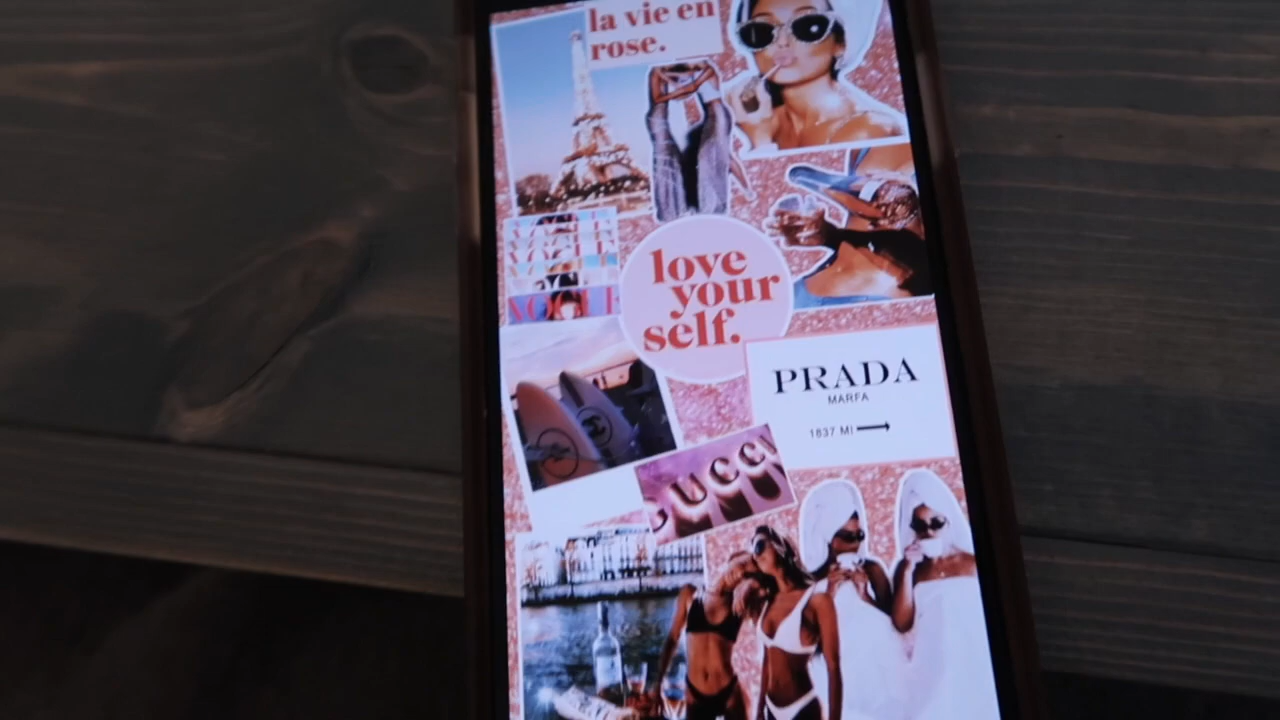 la vie en
rose.
VOGUE
love
your
self.
PRADA
MARFA
1837 MI
GUCCI